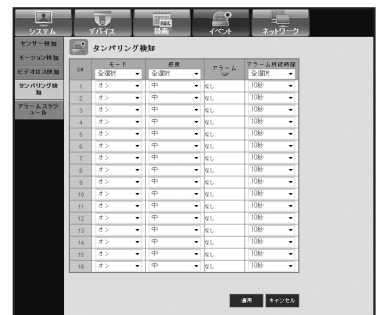 システム デバイス 録画 イベント ネットワーク
REC
センサー検知
モーション検知
ビデオロス検知
タンパリング検知
アラームスケジュール
タンパリング検知
CH モード 感度 アラーム アラーム持続時間
全選択 全選択 全選択
1 オン 中 なし 10秒
2 オン 中 なし 10秒
3 オン 中 なし 10秒
4 オン 中 なし 10秒
5 オン 中 なし 10秒
6 オン 中 なし 10秒
7 オン 中 なし 10秒
8 オン 中 なし 10秒
9 オン 中 なし 10秒
10 オン 中 なし 10秒
11 オン 中 なし 10秒
12 オン 中 なし 10秒
13 オン 中 なし 10秒
14 オン 中 なし 10秒
15 オン 中 なし 10秒
16 オン 中 なし 10秒
適用 キャンセル